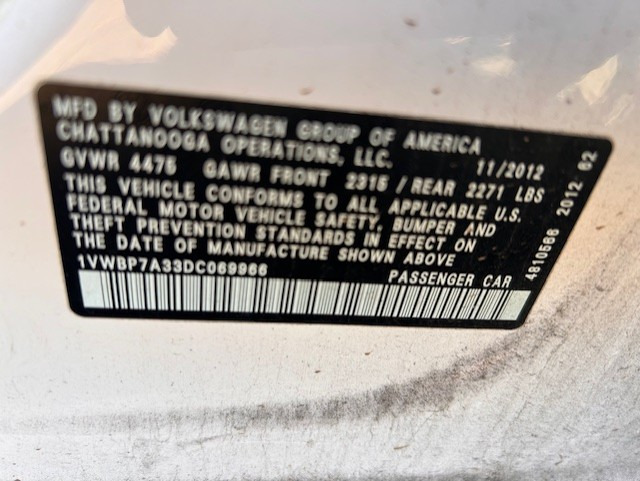 MFD BY VOLKSWAGEN GROUP OF AMERICA
CHATTANOOGA OPERATIONS, LLC.
GVWR 4475 GAWR FRONT 2315 / REAR 2271 LBS 11/2012
THIS VEHICLE CONFORMS TO ALL APPLICABLE U.S.
FEDERAL MOTOR VEHICLE SAFETY, BUMPER AND
THEFT PREVENTION STANDARDS IN EFFECT ON
THE DATE OF MANUFACTURE SHOWN ABOVE
1VWBP7A33DC069966 PASSENGER CAR
4810566 2012 62